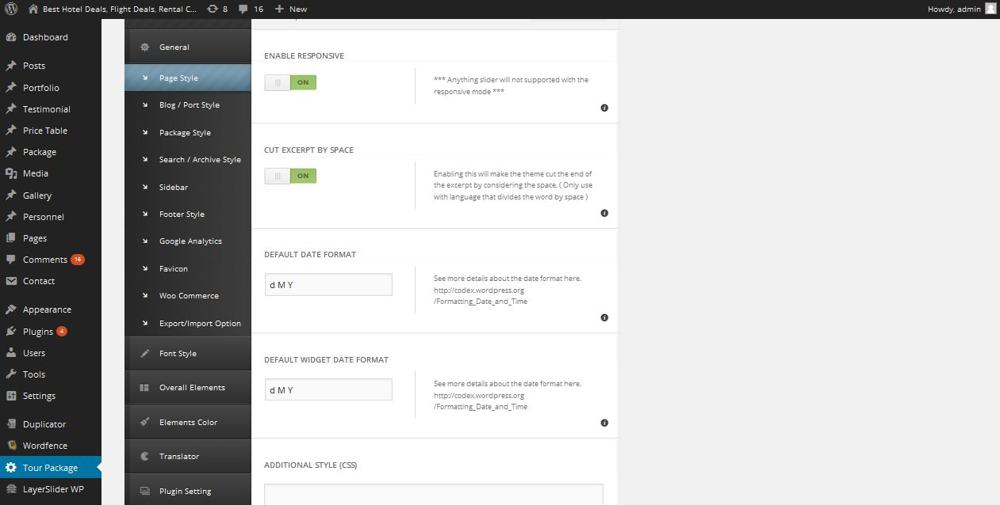 Best Hotel Deals, Flight Deals, Rental C... 8 16 New Howdy, admin
Dashboard
Posts
Portfolio
Testimonial
Price Table
Package
Media
Gallery
Personnel
Pages
Comments 16
Contact
Appearance
Plugins 4
Users
Tools
Settings
Duplicator
Wordfence
Tour Package
LayerSlider WP
General
Page Style
Blog / Port Style
Package Style
Search / Archive Style
Sidebar
Footer Style
Google Analytics
Favicon
Woo Commerce
Export/Import Option
Font Style
Overall Elements
Elements Color
Translator
Plugin Setting
ENABLE RESPONSIVE
ON
*** Anything slider will not supported with the
responsive mode ***
CUT EXCERPT BY SPACE
ON
Enabling this will make the theme cut the end of
the excerpt by considering the space. ( Only use
with language that divides the word by space )
DEFAULT DATE FORMAT
d M Y
See more details about the date format here.
http://codex.wordpress.org
/Formatting_Date_and_Time
DEFAULT WIDGET DATE FORMAT
d M Y
See more details about the date format here.
http://codex.wordpress.org
/Formatting_Date_and_Time
ADDITIONAL STYLE (CSS)